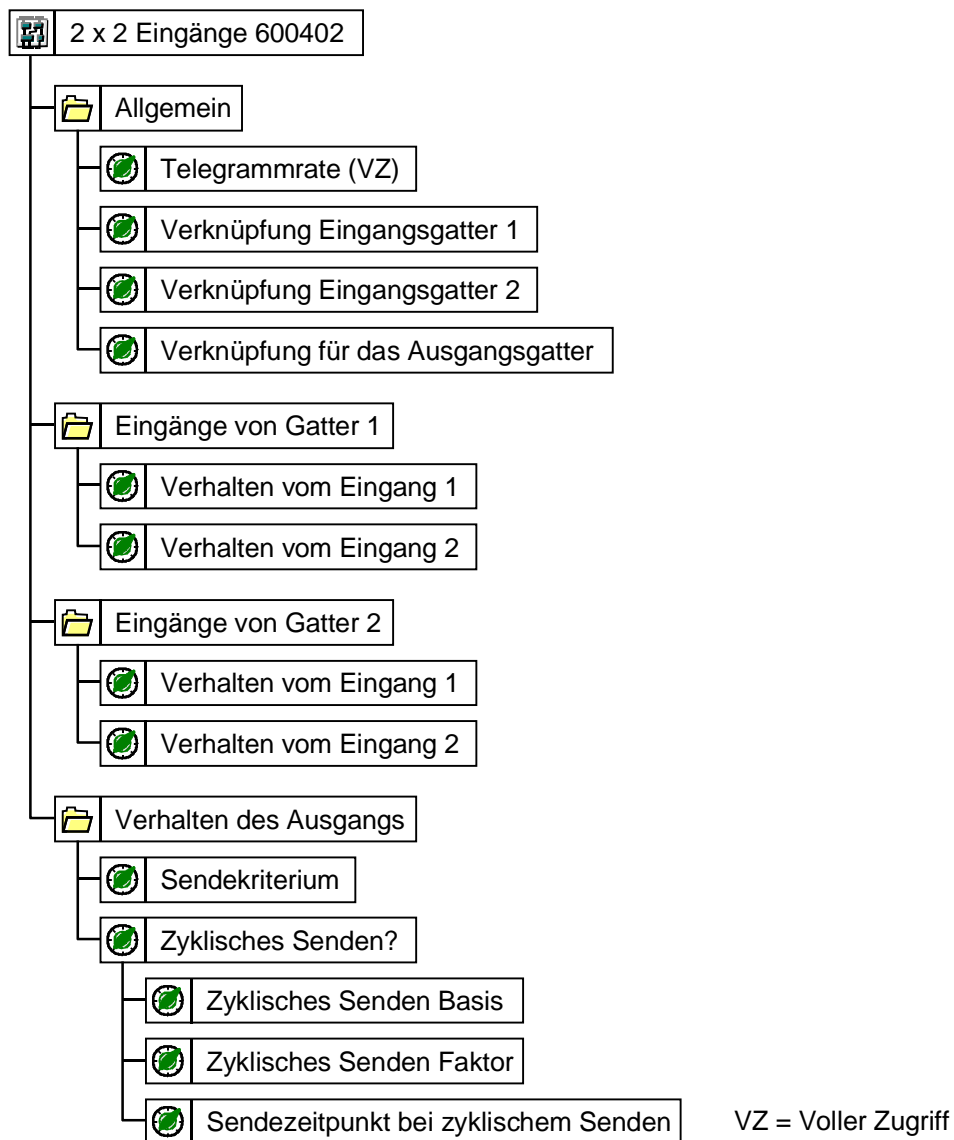 2 x 2 Eingänge 600402
Allgemein
Telegrammrate (VZ)
Verknüpfung Eingangsgatter 1
Verknüpfung Eingangsgatter 2
Verknüpfung für das Ausgangsgatter
Eingänge von Gatter 1
Verhalten vom Eingang 1
Verhalten vom Eingang 2
Eingänge von Gatter 2
Verhalten vom Eingang 1
Verhalten vom Eingang 2
Verhalten des Ausgangs
Sendekriterium
Zyklisches Senden?
Zyklisches Senden Basis
Zyklisches Senden Faktor
Sendezeitpunkt bei zyklischem Senden
VZ = Voller Zugriff